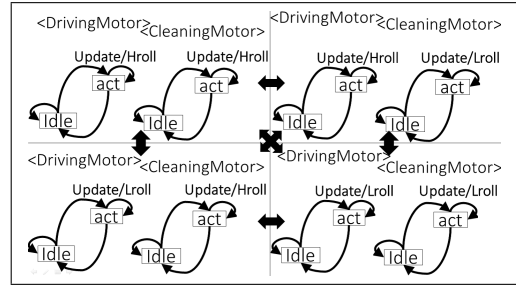 <DrivingMotor> <CleaningMotor> <DrivingMotor> <CleaningMotor>
Update/Hroll Update/Hroll Update/Hroll Update/Lroll
act act act act
Idle Idle Idle Idle
<DrivingMotor> <CleaningMotor> <DrivingMotor> <CleaningMotor>
Update/Lroll Update/Hroll Update/Lroll Update/Lroll
act act act act
Idle Idle Idle Idle